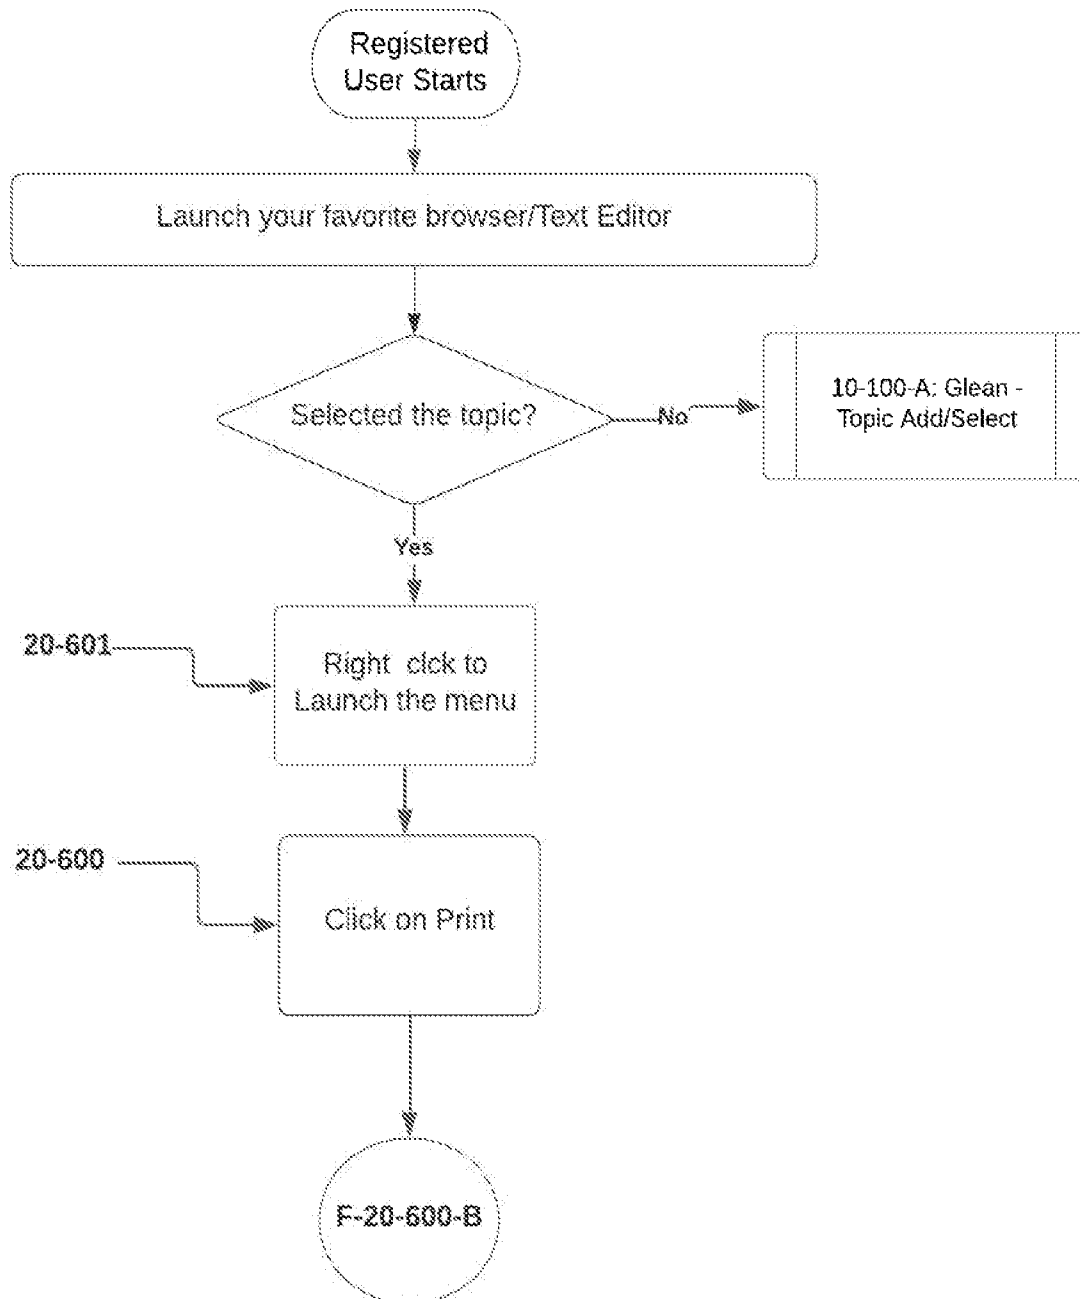 Registered
User Starts
Launch your favorite browser/Text Editor
Selected the topic?
No
10-100-A: Glean -
Topic Add/Select
Yes
20-601
Right clck to
Launch the menu
20-600
Click on Print
F-20-600-B